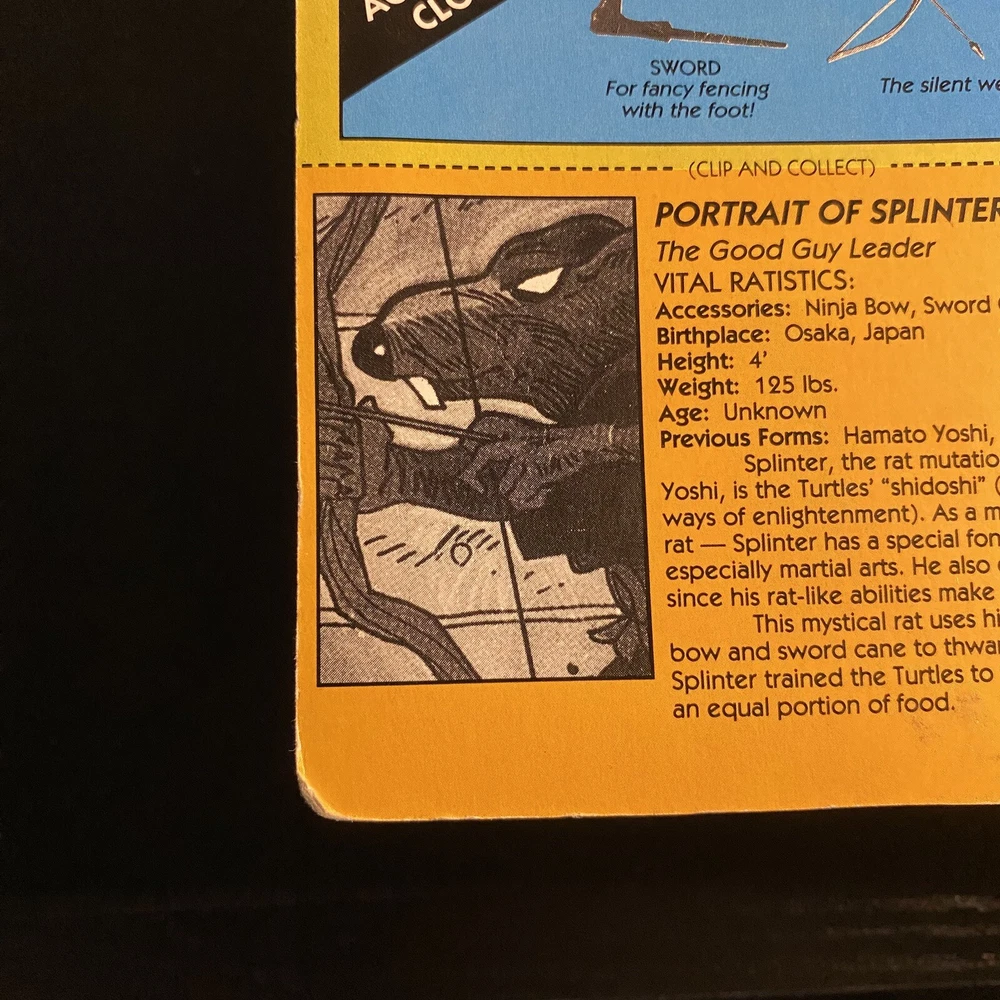 SWORD
For fancy fencing
with the foot!
The silent
(CLIP AND COLLECT)
PORTRAIT OF SPLINTER
The Good Guy Leader
VITAL RATISTICS:
Accessories: Ninja Bow, Sword
Birthplace: Osaka, Japan
Height: 4'
Weight: 125 lbs.
Age: Unknown
Previous Forms: Hamato Yoshi,
Splinter, the rat mutatio
Yoshi, is the Turtles' “shidoshi” (
ways of enlightenment). As a m
rat — Splinter has a special fon
especially martial arts. He also
since his rat-like abilities make
This mystical rat uses hi
bow and sword cane to thwa
Splinter trained the Turtles to
an equal portion of food.